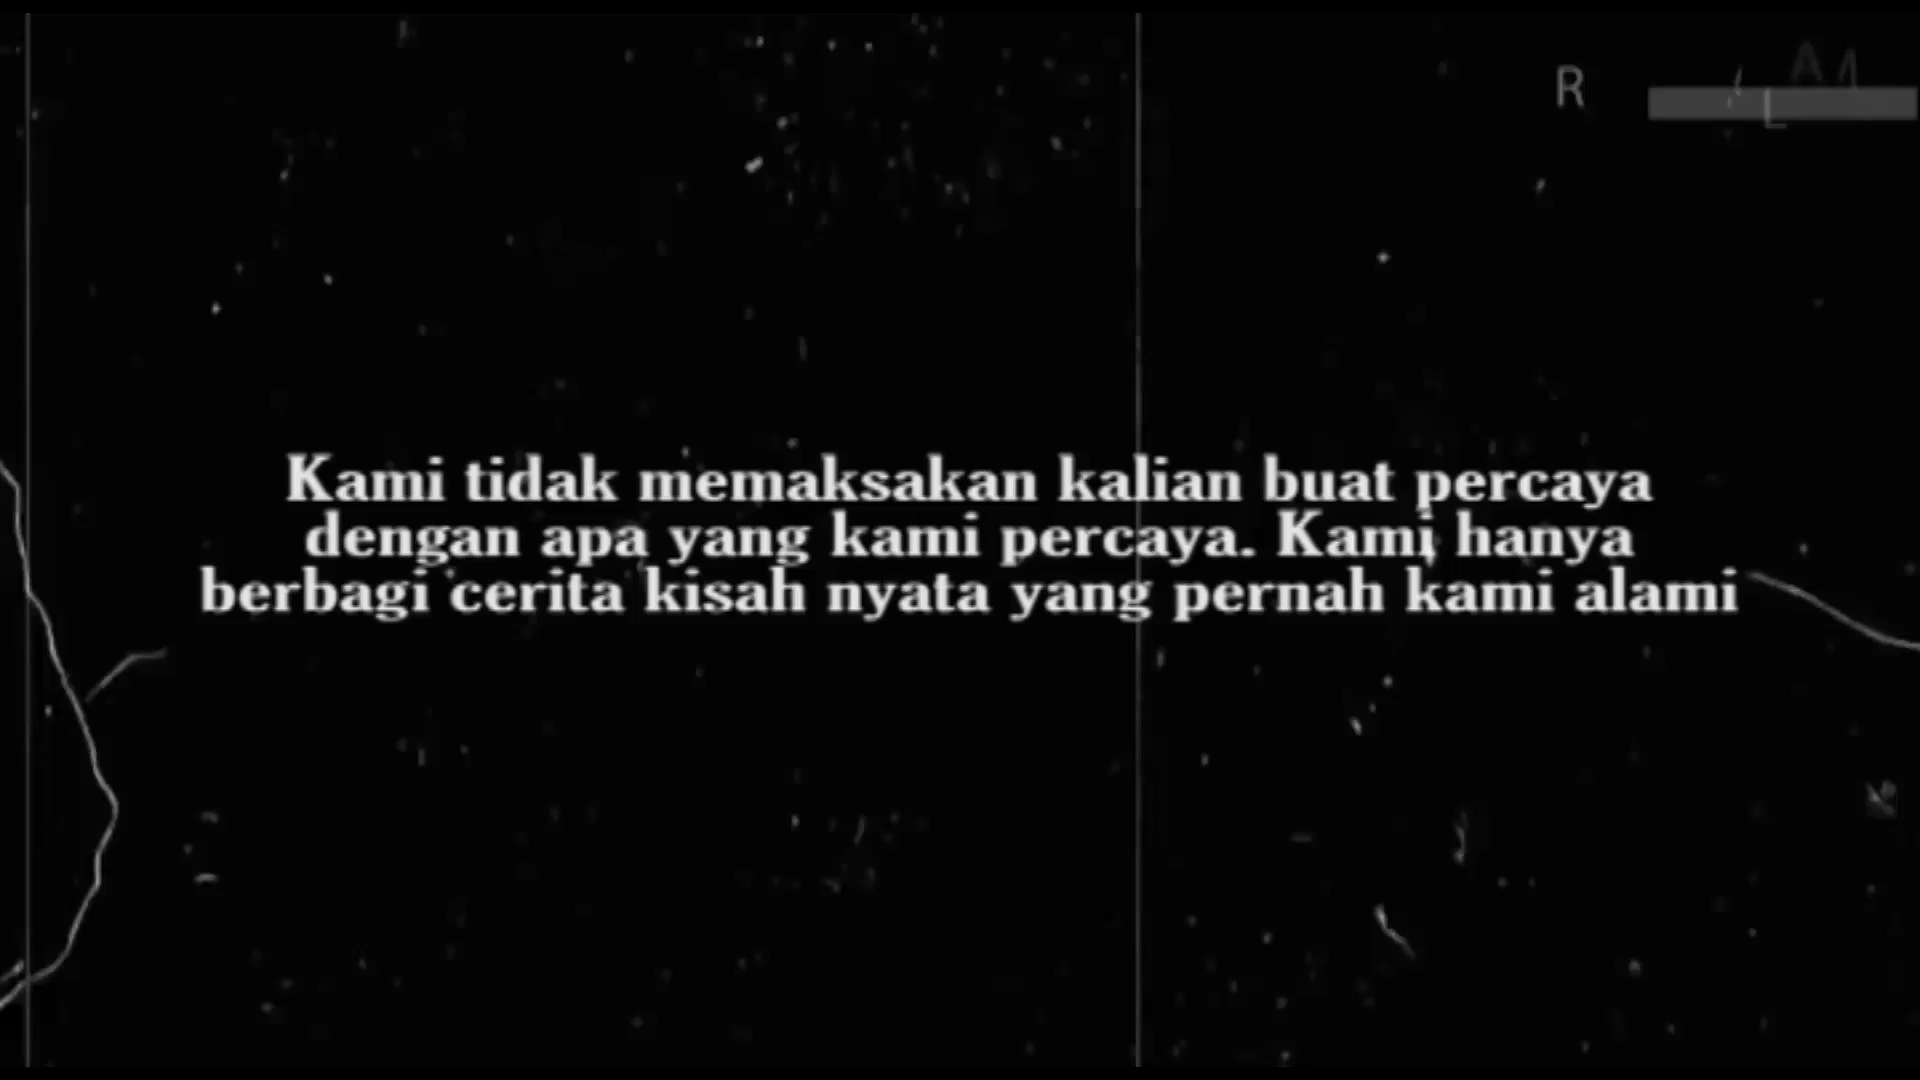 Kami tidak memaksakan kalian buat percaya
dengan apa yang kami percaya. Kami hanya
berbagi cerita kisah nyata yang pernah kami alami